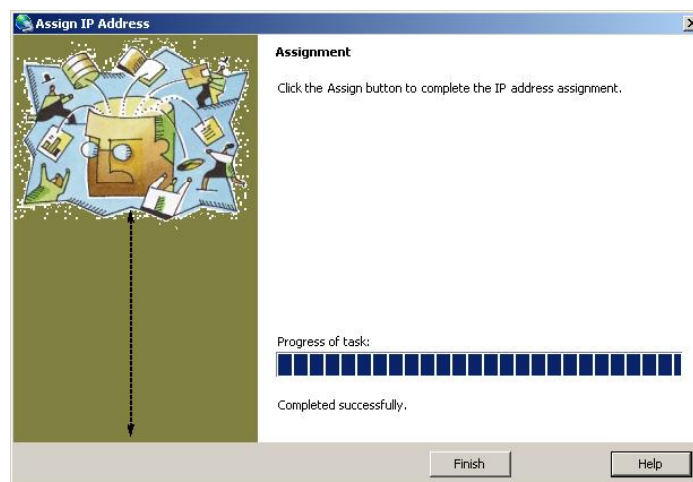 Assign IP Address
Assignment
Click the Assign button to complete the IP address assignment.
Progress of task:
Completed successfully.
Finish
Help